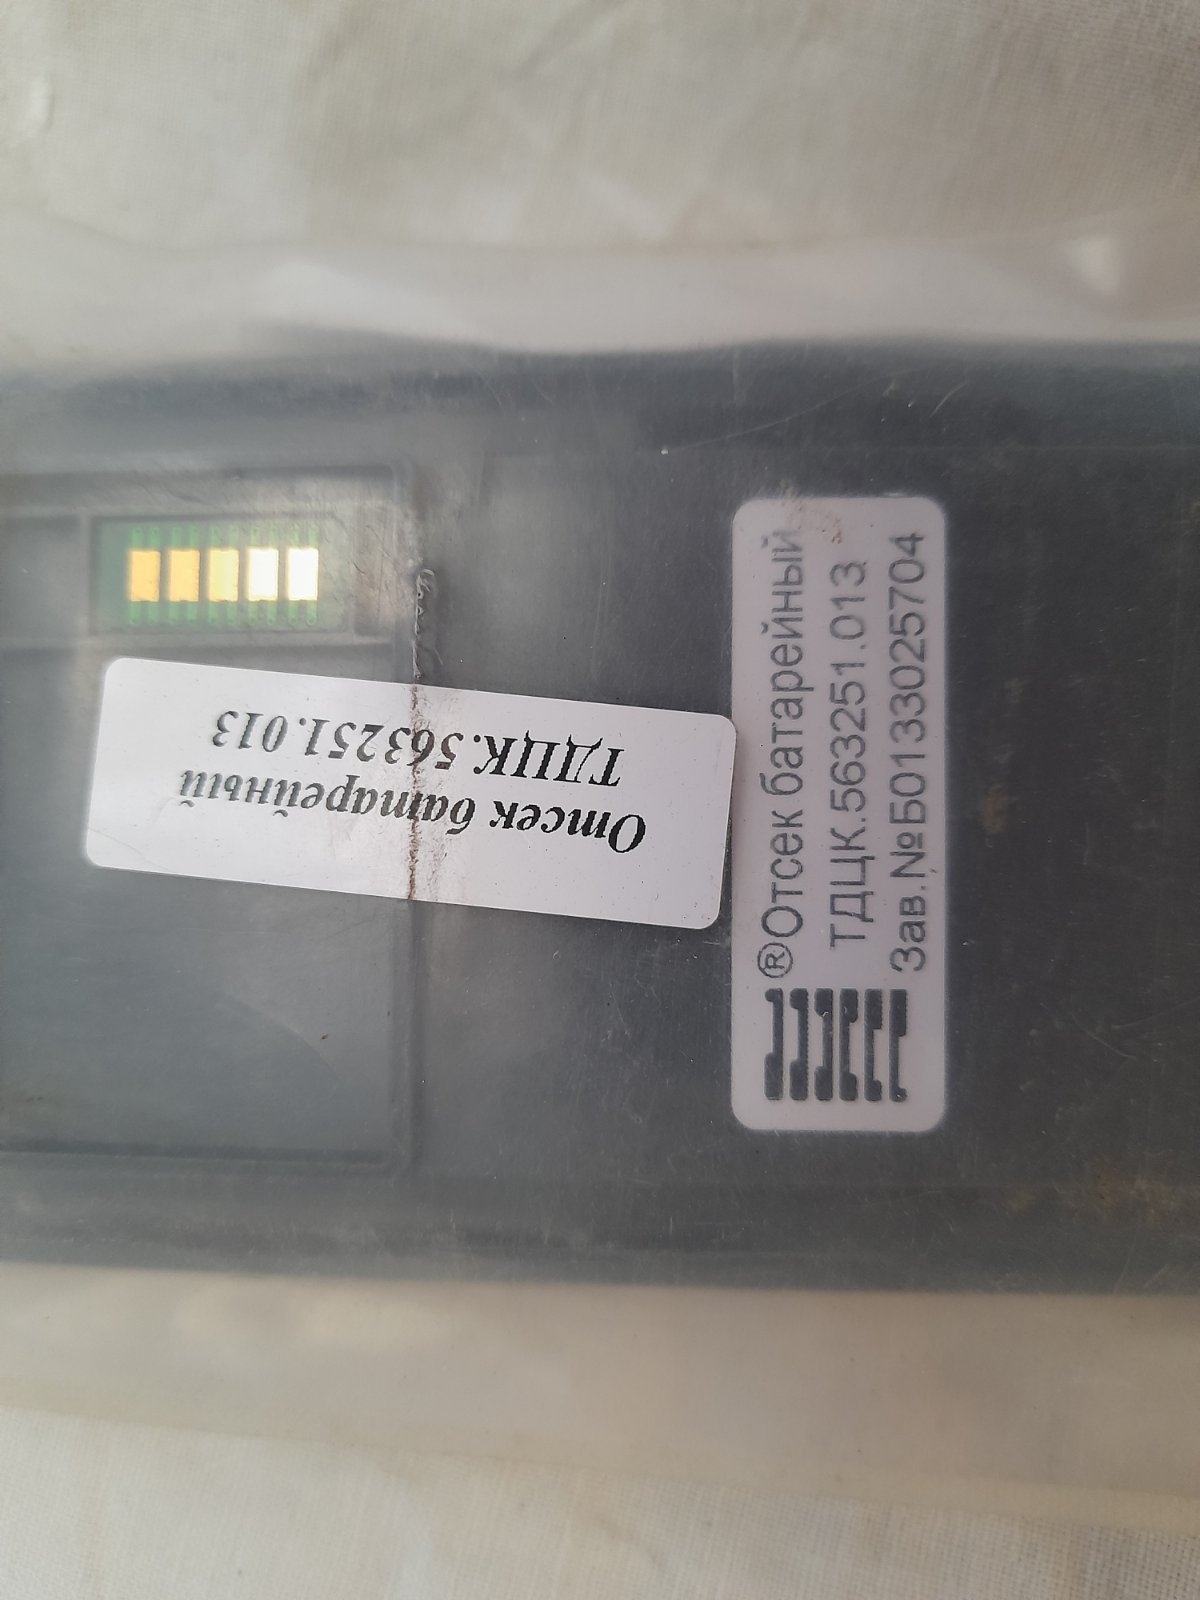 Отсек батарейный
ТДЦК.563251.013
®Отсек батарейный
ТДЦК.563251.013
Зав.№Б0133025704